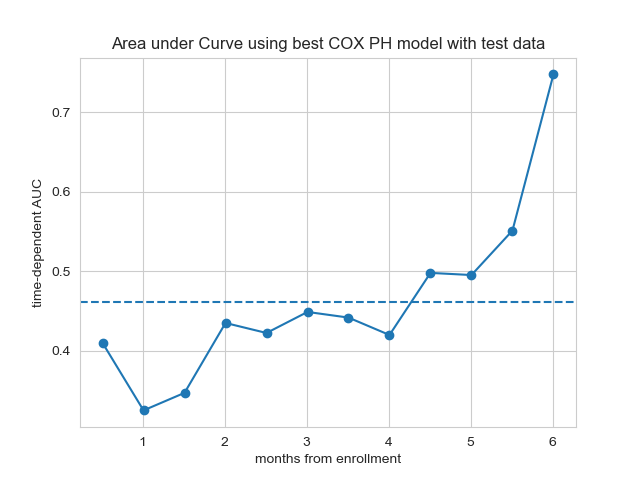 Area under Curve using best COX PH model with test data
time-dependent AUC
0.7
0.6
0.5
0.4
1 2 3 4 5 6
months from enrollment